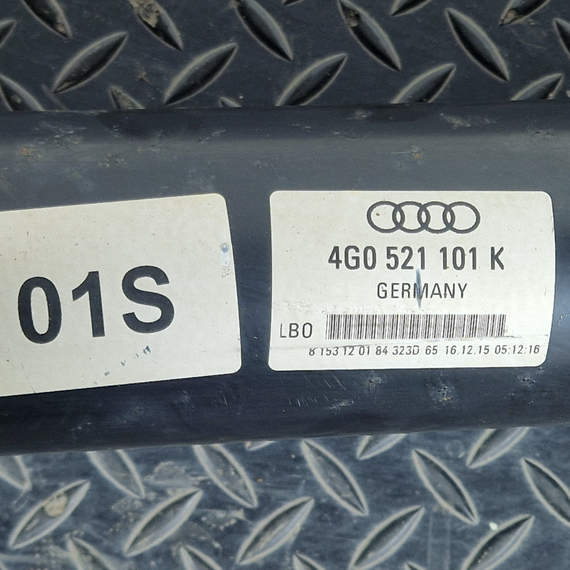 01S
4G0 521 101 K
GERMANY
LBO
8 153 12 01 84 323D 65 16.12.15 05:12:16